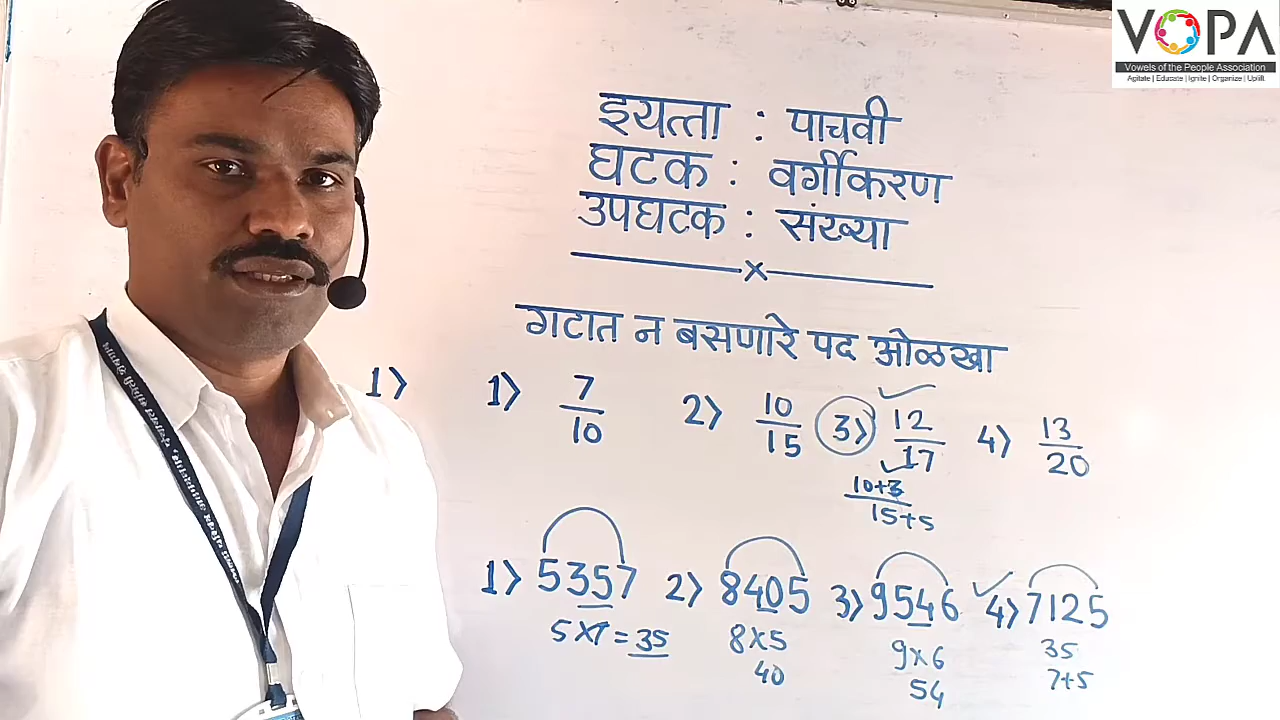 VOPA
Vowels of the People Association
Agitate | Educate | Ignite | Organize | Uplift
इयत्ता : पाचवी
घटक : वर्गीकरण
उपघटक : संख्या
x
गटात न बसणारे पद ओळखा
1) 1) 7/10 2) 10/15 3) 12/17 4) 13/20
10+3/15+5
1) 5357 2) 8405 3) 9546 4) 7125
5x7=35 8x5 9x6 35
40 54 7+5